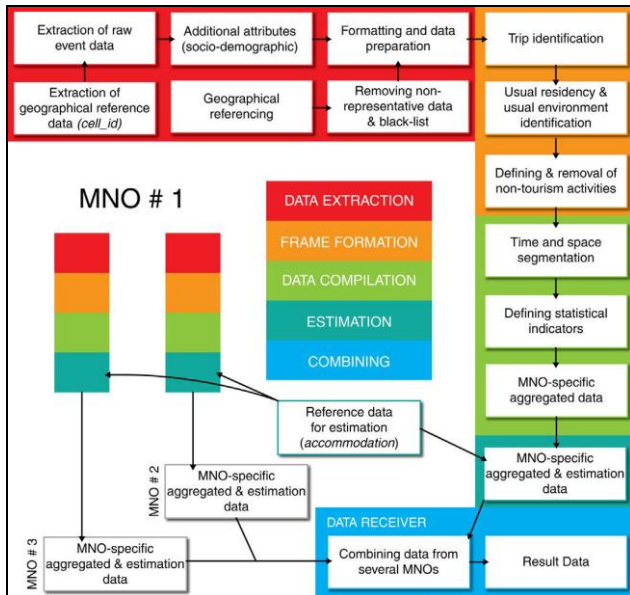 Extraction of raw
event data
Additional attributes
(socio-demographic)
Formatting and data
preparation
Trip identification
Extraction of
geographical reference
data (cell_id)
Geographical
referencing
Removing non-
representative data
& black-list
Usual residency &
usual environment
identification
Defining & removal of
non-tourism activities
MNO # 1
DATA EXTRACTION
FRAME FORMATION
DATA COMPILATION
ESTIMATION
COMBINING
Time and space
segmentation
Defining statistical
indicators
MNO-specific
aggregated data
Reference data
for estimation
(accommodation)
MNO-specific
aggregated & estimation
data
MNO # 2
MNO-specific
aggregated & estimation
data
MNO # 3
MNO-specific
aggregated & estimation
data
DATA RECEIVER
Combining data from
several MNOs
Result Data